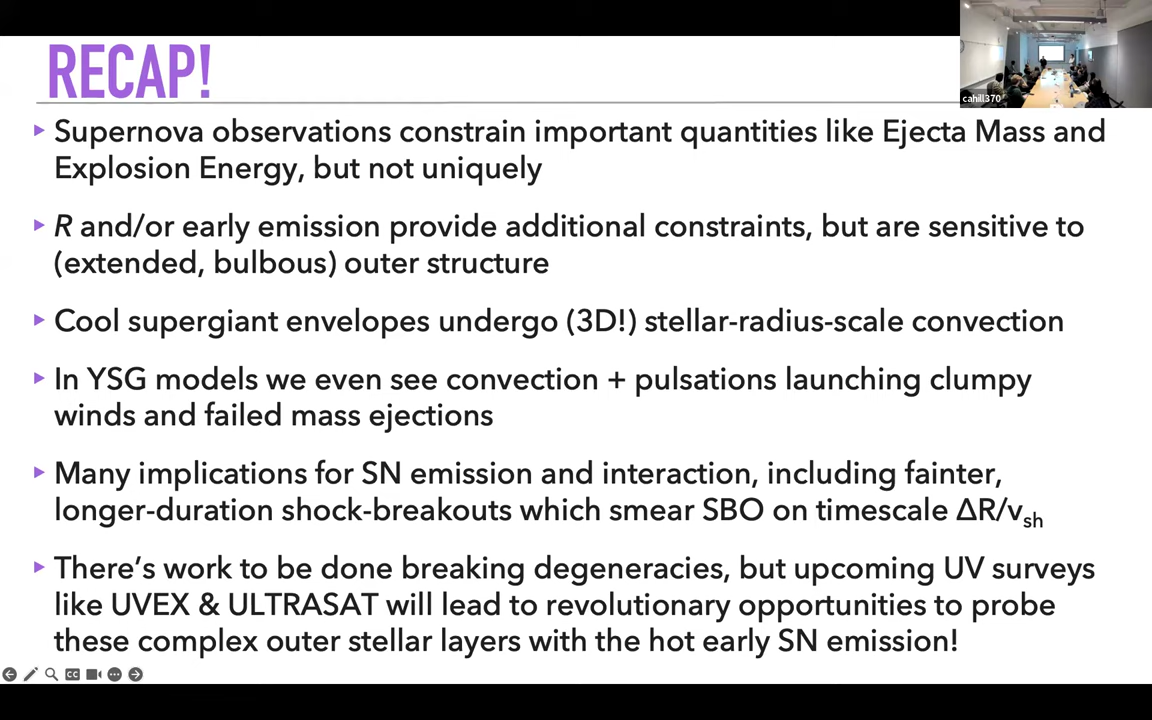 RECAP!
cahill370
Supernova observations constrain important quantities like Ejecta Mass and
Explosion Energy, but not uniquely
R and/or early emission provide additional constraints, but are sensitive to
(extended, bulbous) outer structure
Cool supergiant envelopes undergo (3D!) stellar-radius-scale convection
In YSG models we even see convection + pulsations launching clumpy
winds and failed mass ejections
Many implications for SN emission and interaction, including fainter,
longer-duration shock-breakouts which smear SBO on timescale ΔR/vsh
There’s work to be done breaking degeneracies, but upcoming UV surveys
like UVEX & ULTRASAT will lead to revolutionary opportunities to probe
these complex outer stellar layers with the hot early SN emission!
CC